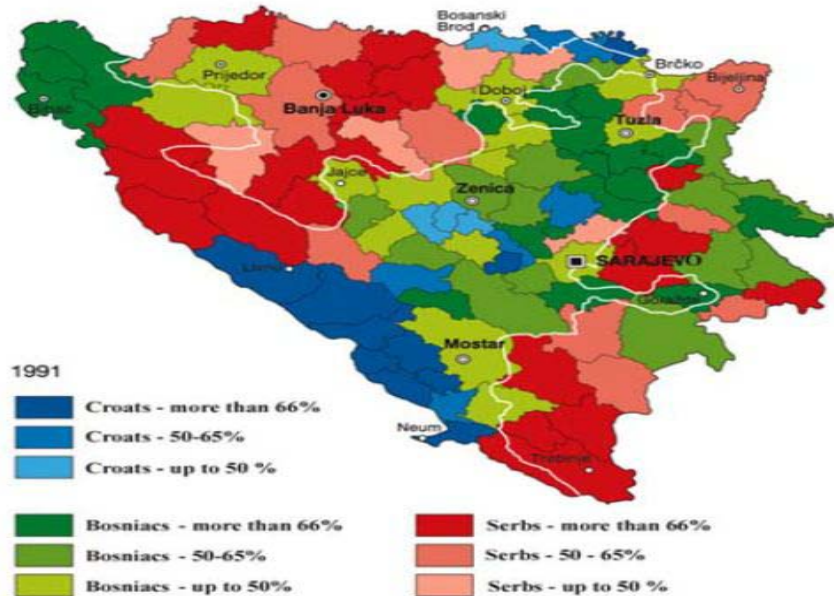 Bosanski
Brod
Brčko
Prijedor
Doboj
Bijeljina
Banja Luka
Bihać
Tuzla
Jajce
Zenica
SARAJEVO
Livno
Goražde
Mostar
1991
Croats - more than 66%
Croats - 50-65%
Croats - up to 50 %
Neum
Trebinje
Bosniacs - more than 66%
Bosniacs - 50-65%
Bosniacs - up to 50%
Serbs - more than 66%
Serbs - 50 - 65%
Serbs - up to 50 %